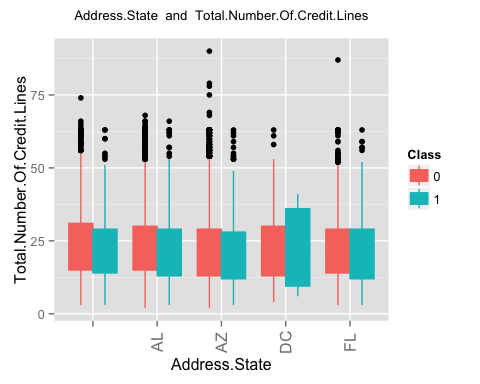 Address.State and Total.Number.Of.Credit.Lines
Total.Number.Of.Credit.Lines
75
50
25
0
AL
AZ
DC
FL
Address.State
Class
0
1